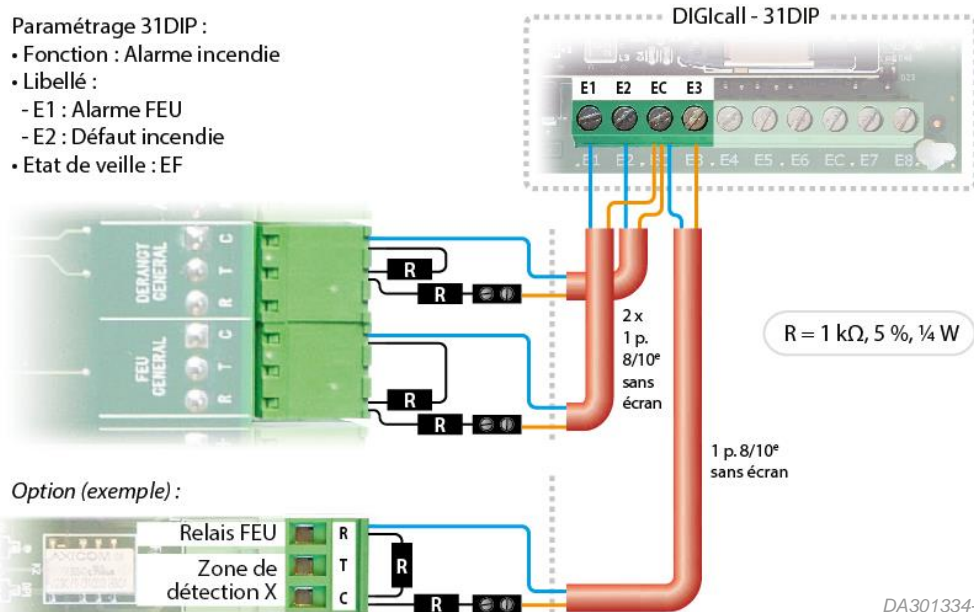 Paramétrage 31DIP :
• Fonction : Alarme incendie
• Libellé :
- E1 : Alarme FEU
- E2 : Défaut incendie
• Etat de veille : EF
DIGIcall - 31DIP
E1 E2 EC E3
.E1 .E2 .EC .E3 .E4 .E5 .E6 EC .E7 E8
DERANGT GENERAL
C
T
R
FEU GENERAL
C
T
R
R
R
R
R
2 x
1 p.
8/10e
sans
écran
R = 1 kΩ, 5 %, ¼ W
1 p. 8/10e
sans écran
Option (exemple) :
AXICOM
Relais FEU
Zone de
détection X
R
T
C
R
R
DA301334